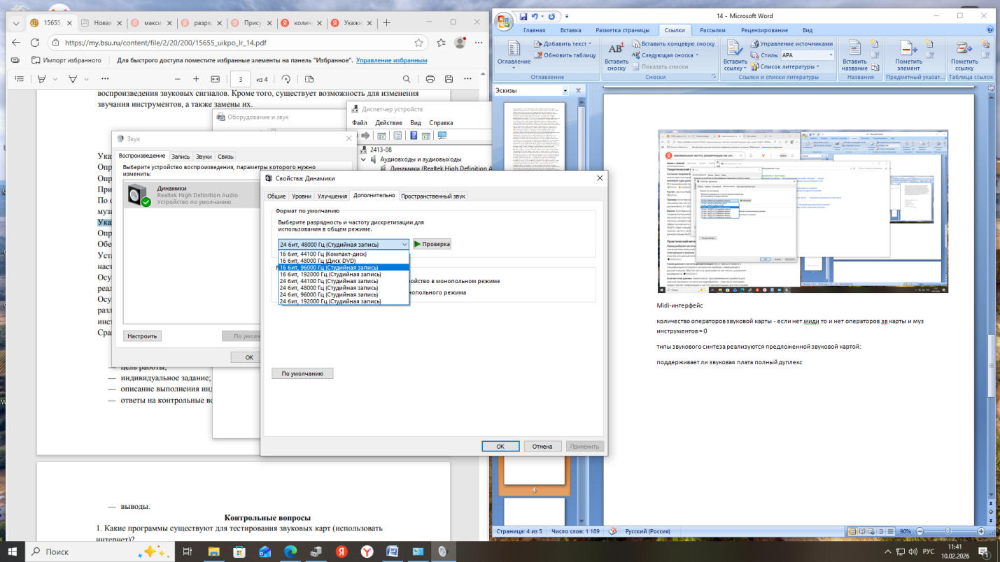 15655_
Новая
макси
разряд
Прису
колич
Укажи
https://my.bsu.ru/content/file/2/20/200/15655_uikpo_lr_14.pdf
Импорт избранного
Для быстрого доступа поместите избранные элементы на панель "Избранное". Управление избранным
3 из 4
воспроизведения звуковых сигналов. Кроме того, существует возможность для изменения
звучания инструментов, а также замены их.
Оборудование и звук
Диспетчер устройств
Файл Действие Вид Справка
2413-08
Аудиовходы и аудиовыходы
Динамики (Realtek High Definition A
Звук
Воспроизведение Запись Звуки Связь
Выберите устройство воспроизведения, параметры которого нужно
изменить:
Динамики
Realtek High Definition Audio
Устройство по умолчанию
Настроить
По умолч
ОК
Свойства: Динамики
Общие Уровни Улучшения Дополнительно Пространственный звук
Формат по умолчанию
Выберите разрядность и частоту дискретизации для
использования в общем режиме.
24 бит, 48000 Гц (Студийная запись)
Проверка
16 бит, 44100 Гц (Компакт-диск)
16 бит, 48000 Гц (Диск DVD)
16 бит, 96000 Гц (Студийная запись)
16 бит, 192000 Гц (Студийная запись)
24 бит, 44100 Гц (Студийная запись)
24 бит, 48000 Гц (Студийная запись)
24 бит, 96000 Гц (Студийная запись)
24 бит, 192000 Гц (Студийная запись)
ойство в монопольном режиме
нопольного режима
По умолчанию
ОК Отмена Применить
Ука
Опр
Опр
При
По с
музы
Ука
Опр
Обе
Уста
наст
Осу
реал
Осу
разл
инст
Сра
— цель работы;
— индивидуальное задание;
— описание выполнения инд
— ответы на контрольные во
— выводы.
Контрольные вопросы
1. Какие программы существуют для тестирования звуковых карт (использовать
интернет)?
14 - Microsoft Word
Главная Вставка Разметка страницы Ссылки Рассылки Рецензирование Вид
Оглавление
Добавить текст
Обновить таблицу
Оглавление
Вставить сноску
Вставить концевую сноску
Следующая сноска
Показать сноски
Сноски
Вставить ссылку
Управление источниками
Стиль: APA
Список литературы
Ссылки и списки литературы
Вставить название
Названия
Пометить элемент
Предметный указат...
Пометить ссылку
Таблица ссылок
Эскизы
Midi-интерфейс
количество операторов звуковой карты - если нет миди то и нет операторов зв карты и муз
инструментов = 0
типы звукового синтеза реализуются предложенной звуковой картой:
поддерживает ли звуковая плата полный дуплекс
4
Страница: 4 из 5 Число слов: 1 189 Русский (Россия) 90%
Поиск
РУС
11:41
10.02.2026
1